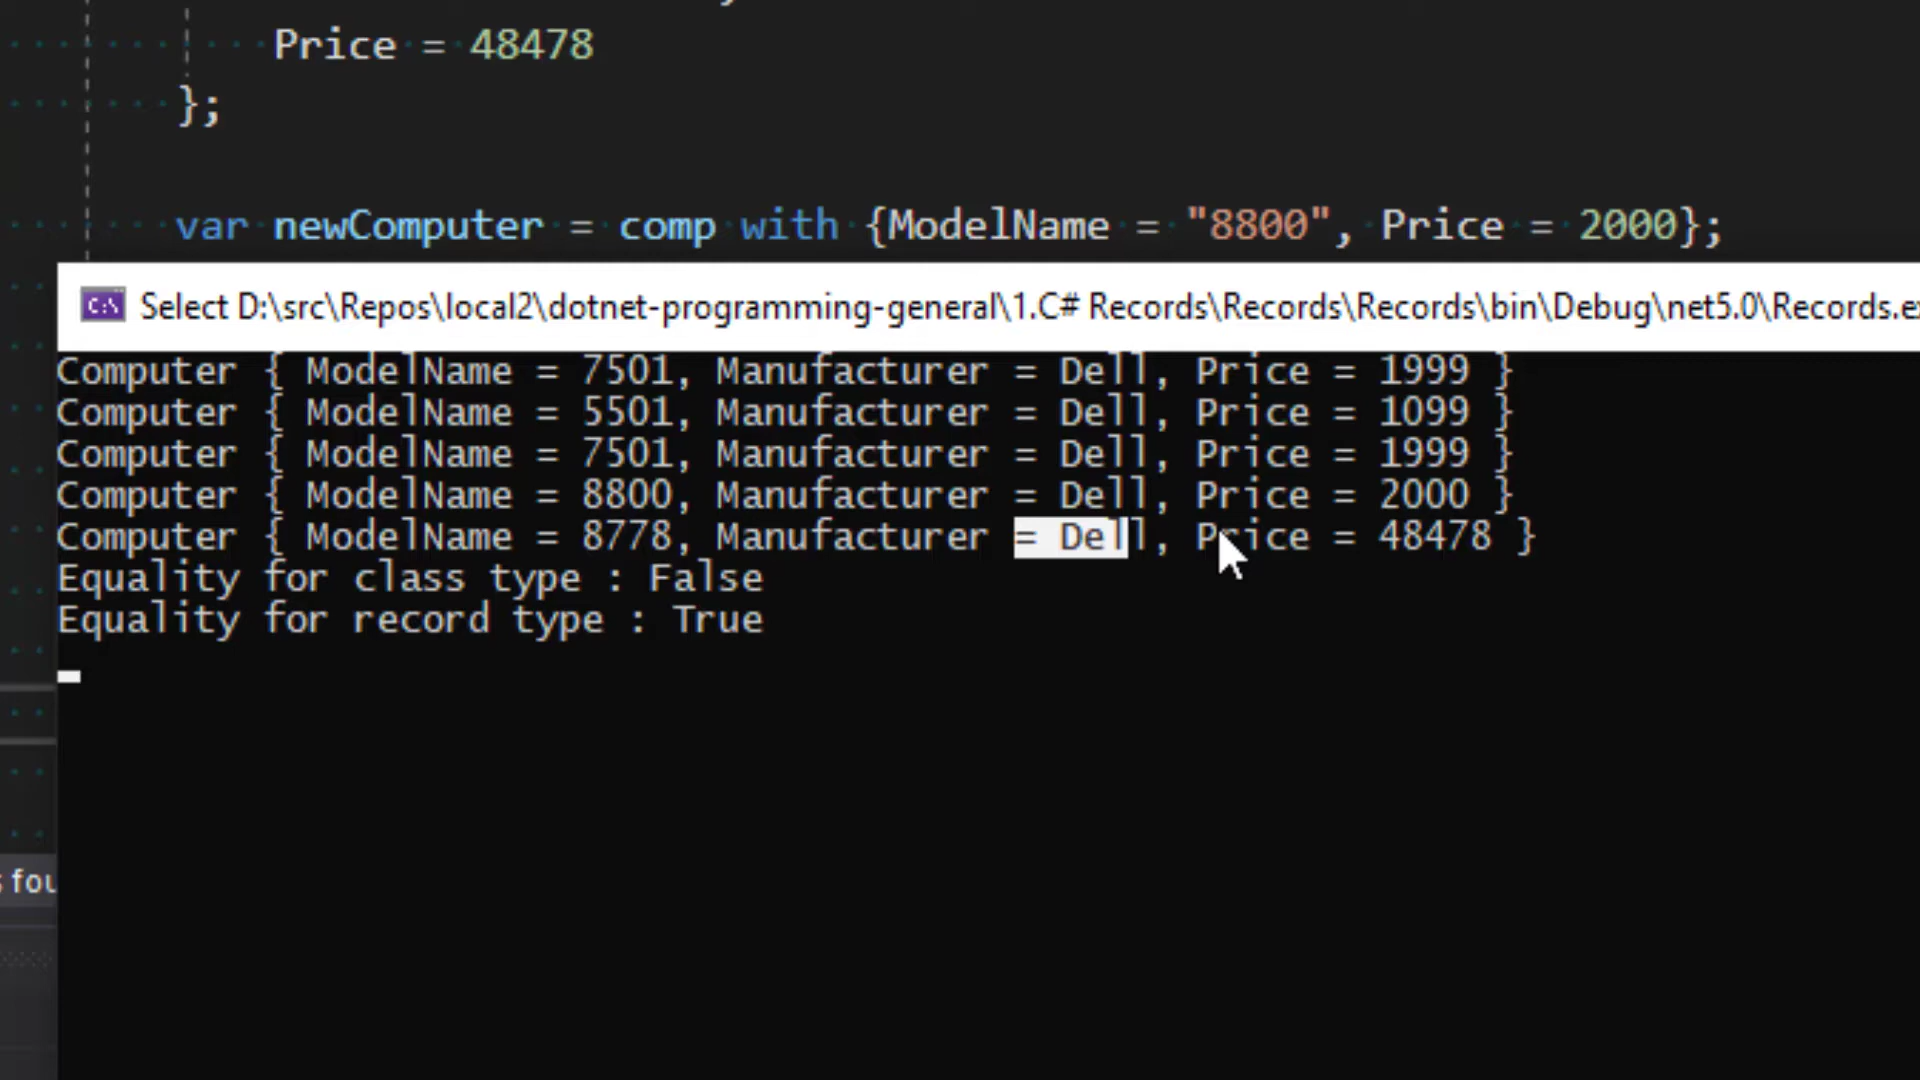 Price = 48478
};
var newComputer = comp with {ModelName = "8800", Price = 2000};
Select D:\src\Repos\local2\dotnet-programming-general\1.C# Records\Records\Records\bin\Debug\net5.0\Records.ex
Computer { ModelName = 7501, Manufacturer = Dell, Price = 1999 }
Computer { ModelName = 5501, Manufacturer = Dell, Price = 1099 }
Computer { ModelName = 7501, Manufacturer = Dell, Price = 1999 }
Computer { ModelName = 8800, Manufacturer = Dell, Price = 2000 }
Computer { ModelName = 8778, Manufacturer = Dell, Price = 48478 }
Equality for class type : False
Equality for record type : True
s fou